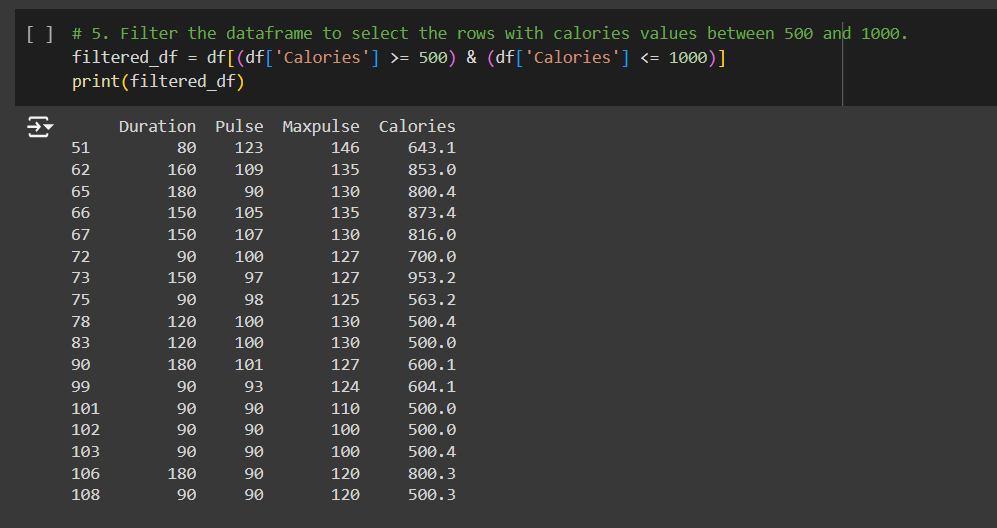 [ ] # 5. Filter the dataframe to select the rows with calories values between 500 and 1000.
filtered_df = df[(df['Calories'] >= 500) & (df['Calories'] <= 1000)]
print(filtered_df)
Duration Pulse Maxpulse Calories
51 80 123 146 643.1
62 160 109 135 853.0
65 180 90 130 800.4
66 150 105 135 873.4
67 150 107 130 816.0
72 90 100 127 700.0
73 150 97 127 953.2
75 90 98 125 563.2
78 120 100 130 500.4
83 120 100 130 500.0
90 180 101 127 600.1
99 90 93 124 604.1
101 90 90 110 500.0
102 90 90 100 500.0
103 90 90 100 500.4
106 180 90 120 800.3
108 90 90 120 500.3